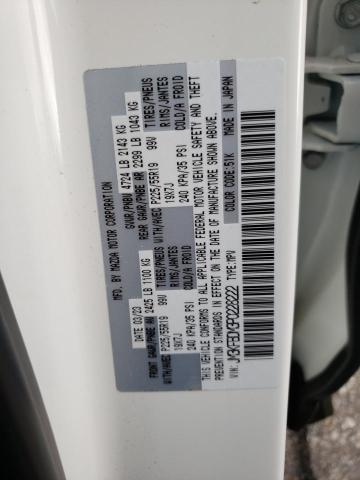 MFD. BY MAZDA MOTOR CORPORATION
DATE: 03/23 GVWR/PNBV 4724 LB 2143 KG
FRONT GAWR/PNBE AV 2425 LB 1100 KG REAR GAWR/PNBE AR 2299 LB 1043 KG
WITH/AVEC P225/55R19 99V TIRES/PNEUS WITH/AVEC P225/55R19 99V TIRES/PNEUS
19X7J RIMS/JANTES 19X7J RIMS/JANTES
240 KPA/35 PSI COLD/A FROID 240 KPA/35 PSI COLD/A FROID
THIS VEHICLE CONFORMS TO ALL APPLICABLE FEDERAL MOTOR VEHICLE SAFETY AND THEFT
PREVENTION STANDARDS IN EFFECT ON THE DATE OF MANUFACTURE SHOWN ABOVE.
TYPE: MPV COLOR CODE: 51K MADE IN JAPAN
VIN: